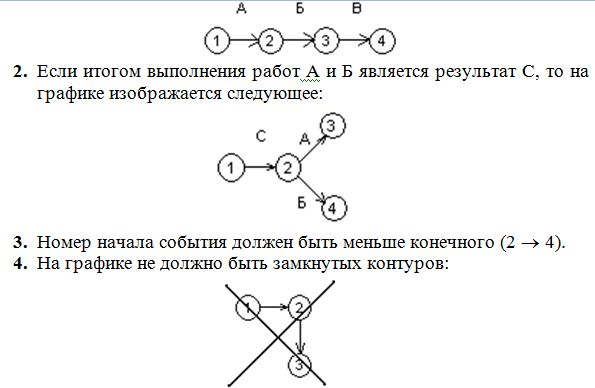 А Б В
1 2 3 4
2. Если итогом выполнения работ А и Б является результат С, то на
графике изображается следующее:
3
С А
1 2
Б 4
3. Номер начала события должен быть меньше конечного (2 → 4).
4. На графике не должно быть замкнутых контуров:
1 2
3